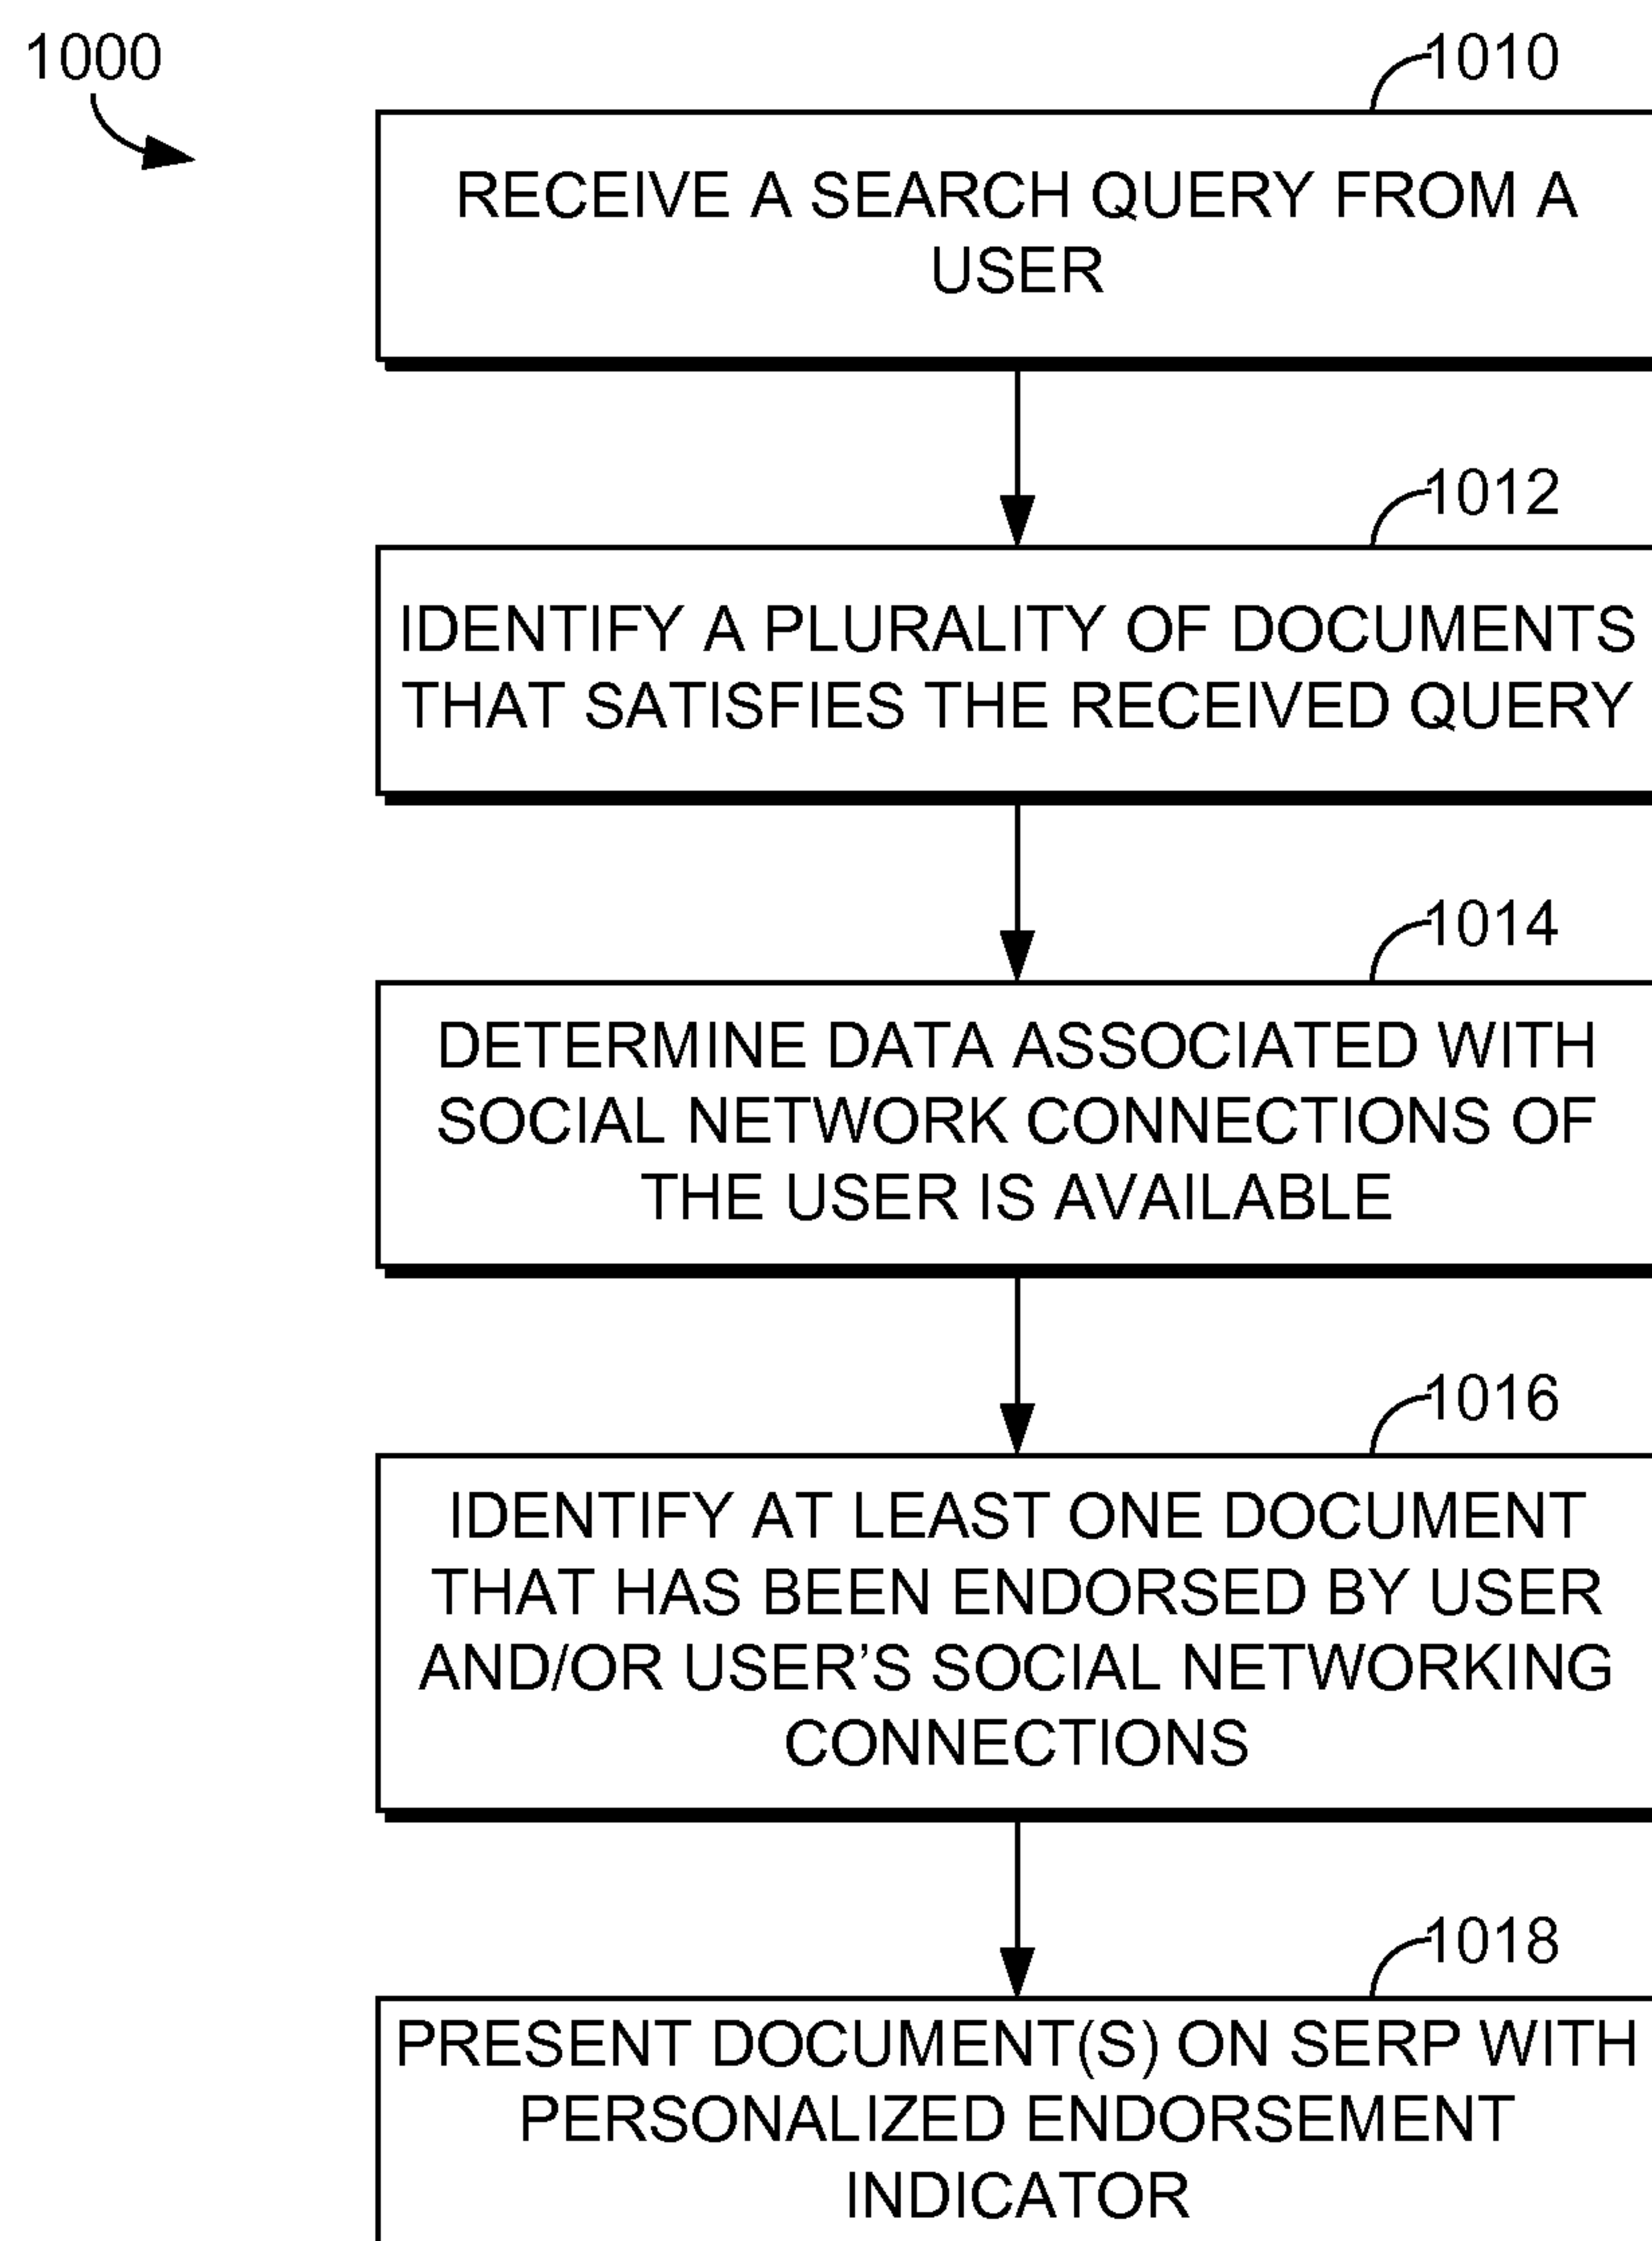 1000
1010
RECEIVE A SEARCH QUERY FROM A
USER
1012
IDENTIFY A PLURALITY OF DOCUMENTS
THAT SATISFIES THE RECEIVED QUERY
1014
DETERMINE DATA ASSOCIATED WITH
SOCIAL NETWORK CONNECTIONS OF
THE USER IS AVAILABLE
1016
IDENTIFY AT LEAST ONE DOCUMENT
THAT HAS BEEN ENDORSED BY USER
AND/OR USER’S SOCIAL NETWORKING
CONNECTIONS
1018
PRESENT DOCUMENT(S) ON SERP WITH
PERSONALIZED ENDORSEMENT
INDICATOR